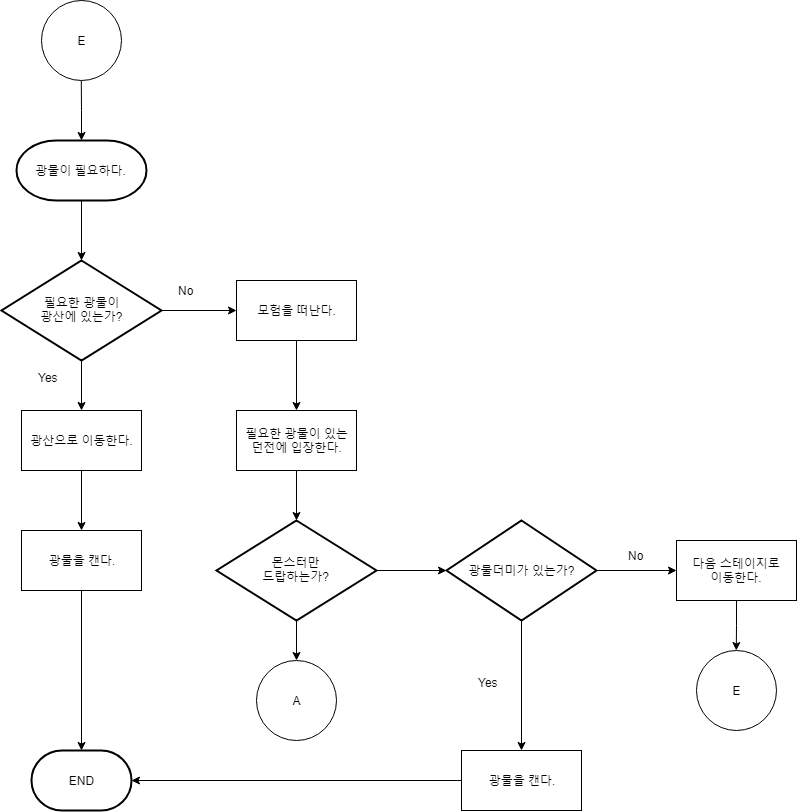 E
광물이 필요하다.
필요한 광물이
광산에 있는가?
No
모험을 떠난다.
Yes
광산으로 이동한다.
필요한 광물이 있는
던전에 입장한다.
광물을 캔다.
몬스터만
드랍하는가?
광물더미가 있는가?
No
다음 스테이지로
이동한다.
A
Yes
E
END
광물을 캔다.